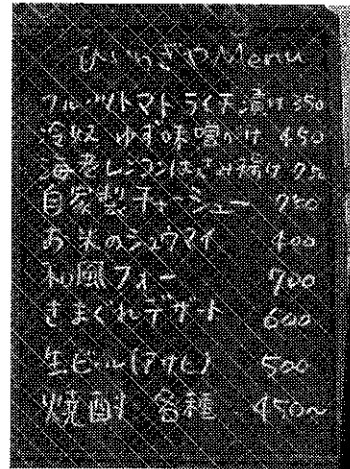 ひいらぎやMenu
フルーツトマト 漬け 350
冷奴 ゆず味噌かけ 450
海老レンコンはさみ揚げ 750
自家製チャーシュー 750
お米のシュウマイ 400
和風フォー 700
きまぐれデザート 600
生ビール(アサヒ) 500
焼酎 各種 450~